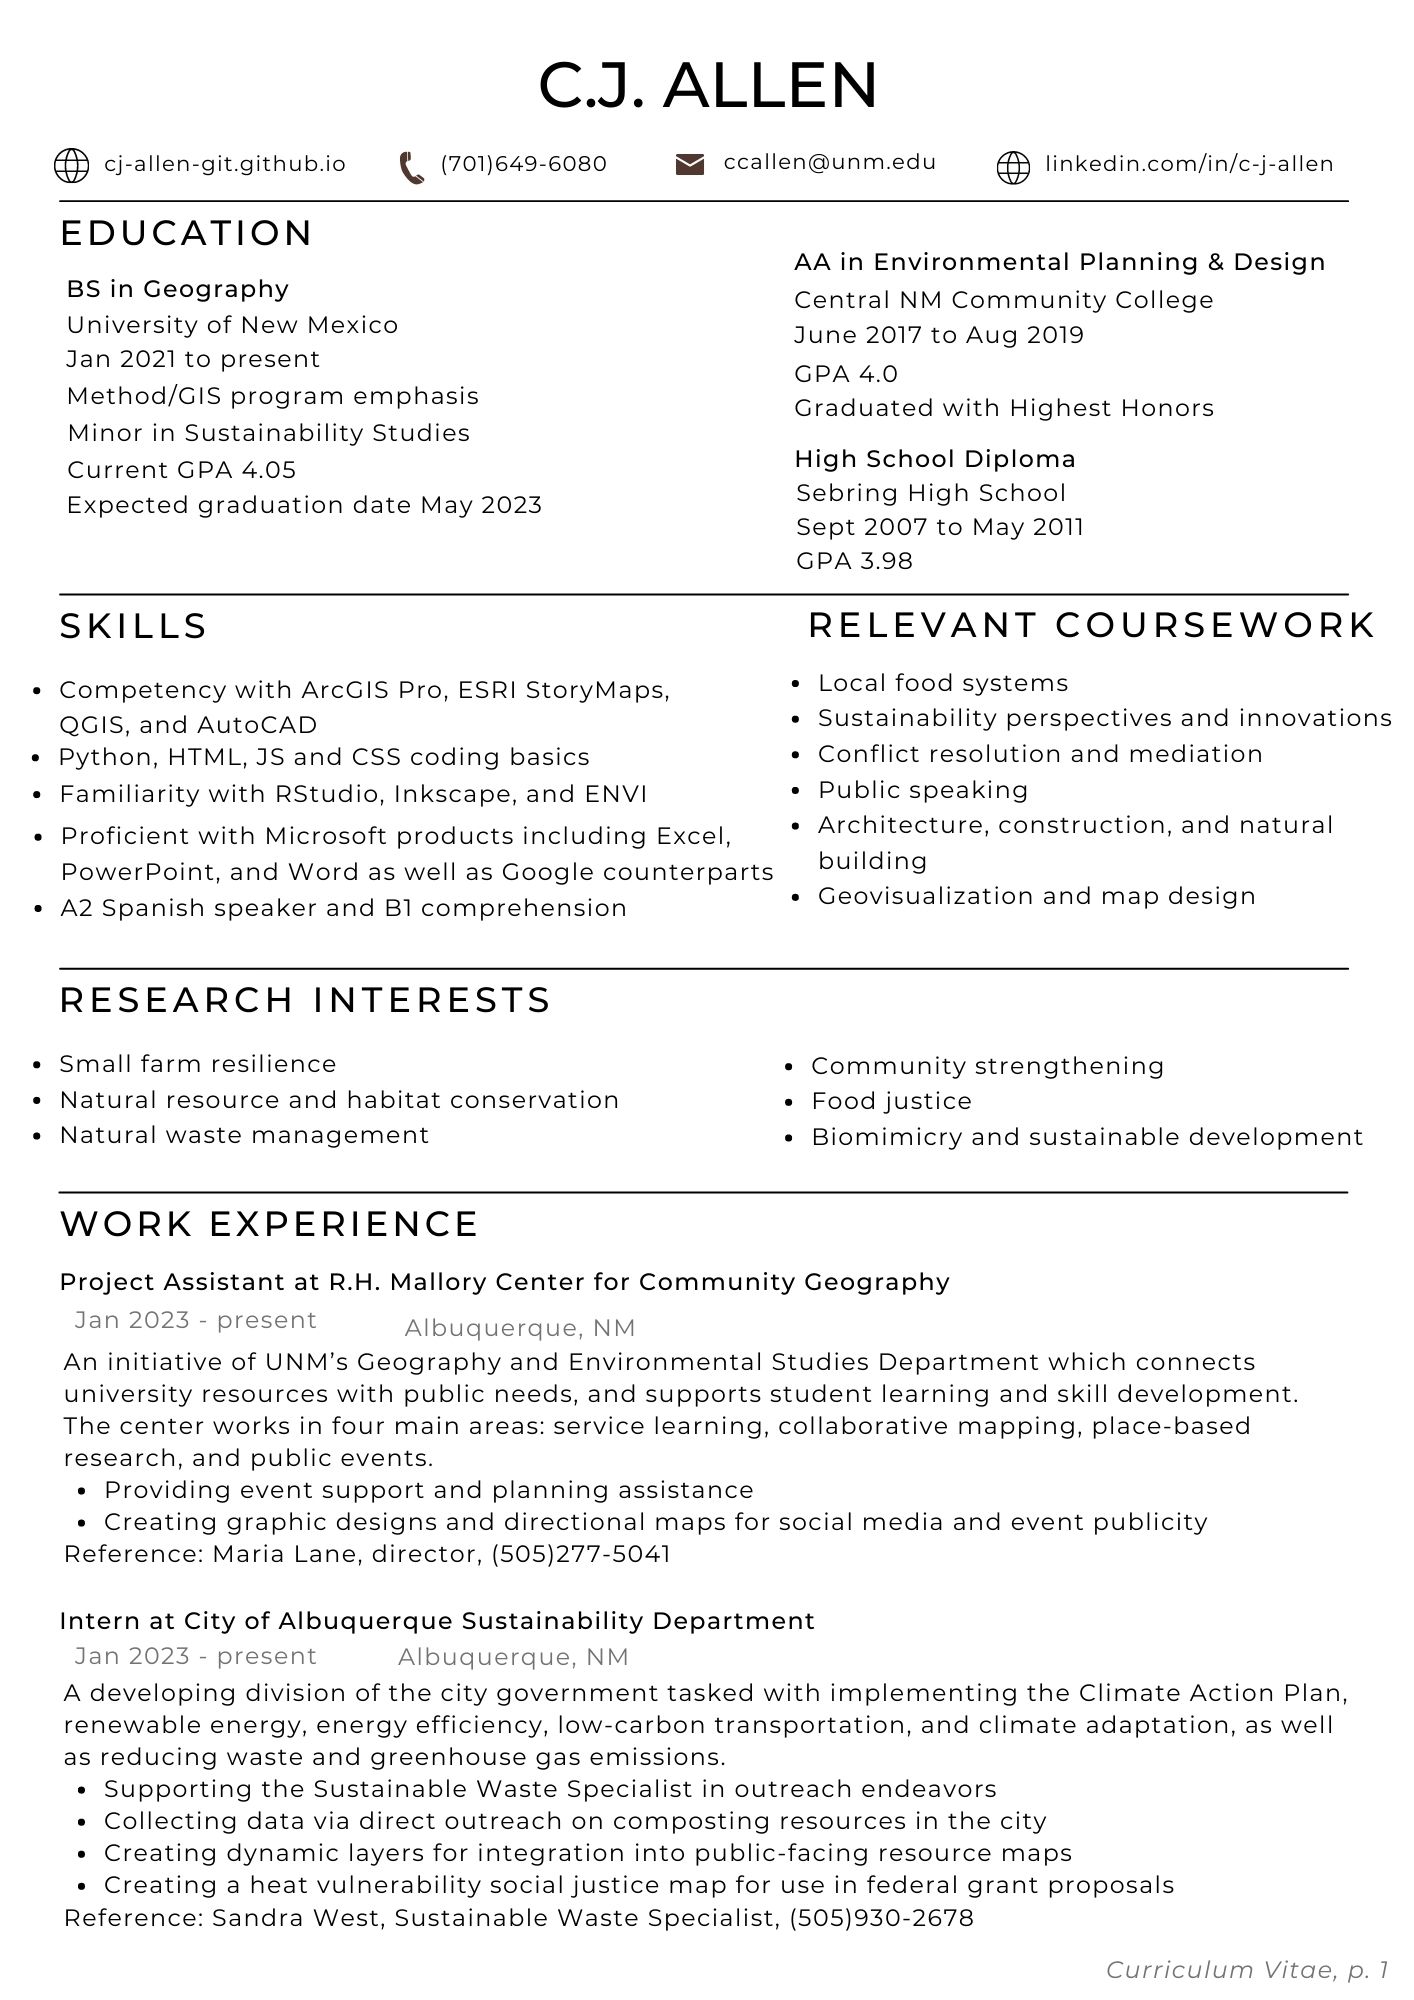 C.J. ALLEN
cj-allen-git.github.io
(701)649-6080
ccallen@unm.edu
linkedin.com/in/c-j-allen
EDUCATION
BS in Geography
University of New Mexico
Jan 2021 to present
Method/GIS program emphasis
Minor in Sustainability Studies
Current GPA 4.05
Expected graduation date May 2023
AA in Environmental Planning & Design
Central NM Community College
June 2017 to Aug 2019
GPA 4.0
Graduated with Highest Honors
High School Diploma
Sebring High School
Sept 2007 to May 2011
GPA 3.98
SKILLS
• Competency with ArcGIS Pro, ESRI StoryMaps,
QGIS, and AutoCAD
• Python, HTML, JS and CSS coding basics
• Familiarity with RStudio, Inkscape, and ENVI
• Proficient with Microsoft products including Excel,
PowerPoint, and Word as well as Google counterparts
• A2 Spanish speaker and B1 comprehension
RELEVANT COURSEWORK
• Local food systems
• Sustainability perspectives and innovations
• Conflict resolution and mediation
• Public speaking
• Architecture, construction, and natural
building
• Geovisualization and map design
RESEARCH INTERESTS
• Small farm resilience
• Natural resource and habitat conservation
• Natural waste management
• Community strengthening
• Food justice
• Biomimicry and sustainable development
WORK EXPERIENCE
Project Assistant at R.H. Mallory Center for Community Geography
Jan 2023 - present Albuquerque, NM
An initiative of UNM's Geography and Environmental Studies Department which connects
university resources with public needs, and supports student learning and skill development.
The center works in four main areas: service learning, collaborative mapping, place-based
research, and public events.
• Providing event support and planning assistance
• Creating graphic designs and directional maps for social media and event publicity
Reference: Maria Lane, director, (505)277-5041
Intern at City of Albuquerque Sustainability Department
Jan 2023 - present Albuquerque, NM
A developing division of the city government tasked with implementing the Climate Action Plan,
renewable energy, energy efficiency, low-carbon transportation, and climate adaptation, as well
as reducing waste and greenhouse gas emissions.
• Supporting the Sustainable Waste Specialist in outreach endeavors
• Collecting data via direct outreach on composting resources in the city
• Creating dynamic layers for integration into public-facing resource maps
• Creating a heat vulnerability social justice map for use in federal grant proposals
Reference: Sandra West, Sustainable Waste Specialist, (505)930-2678
Curriculum Vitae, p. 1